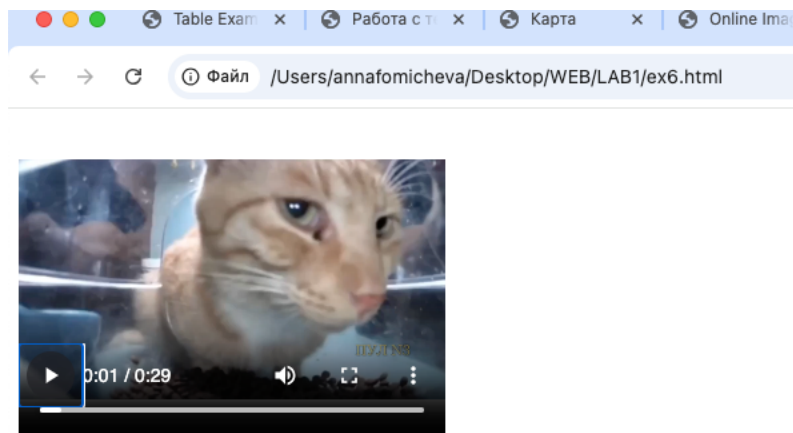 Table Exam
Работа с т
Карта
Online Ima
Файл /Users/annafomicheva/Desktop/WEB/LAB1/ex6.html
0:01 / 0:29